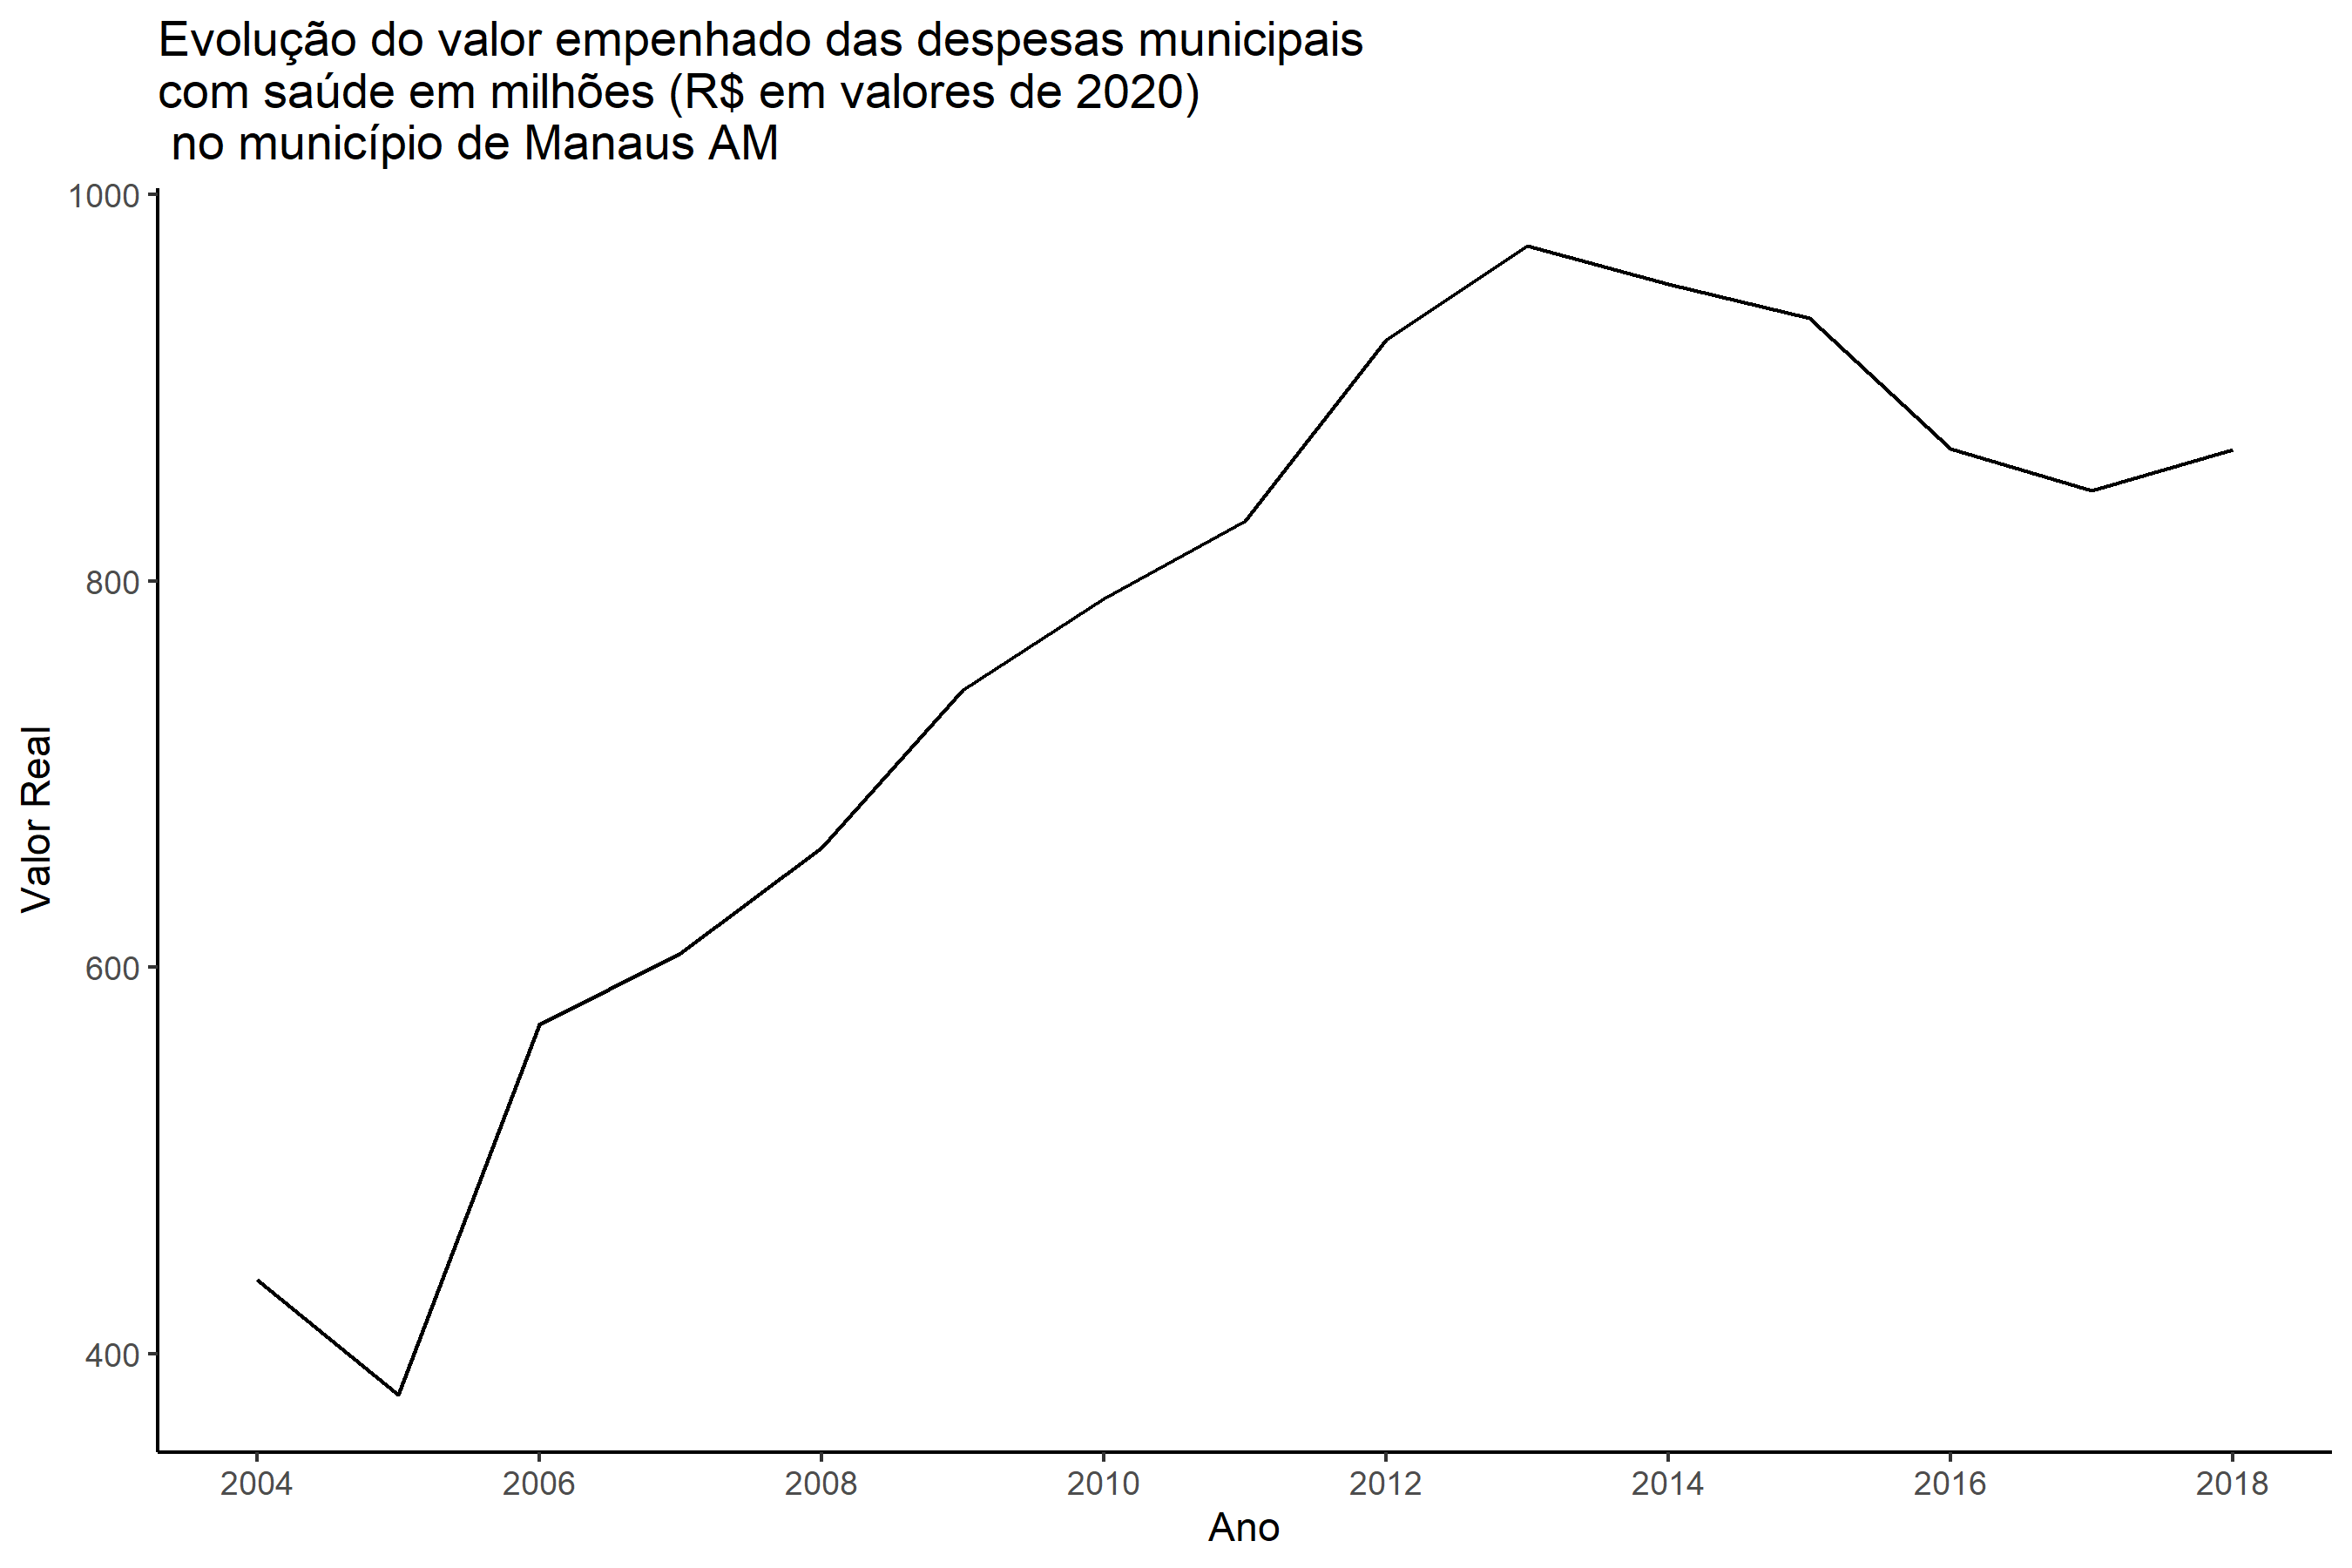 Evolução do valor empenhado das despesas municipais
com saúde em milhões (R$ em valores de 2020)
no município de Manaus AM
1000
800
600
400
Valor Real
2004 2006 2008 2010 2012 2014 2016 2018
Ano